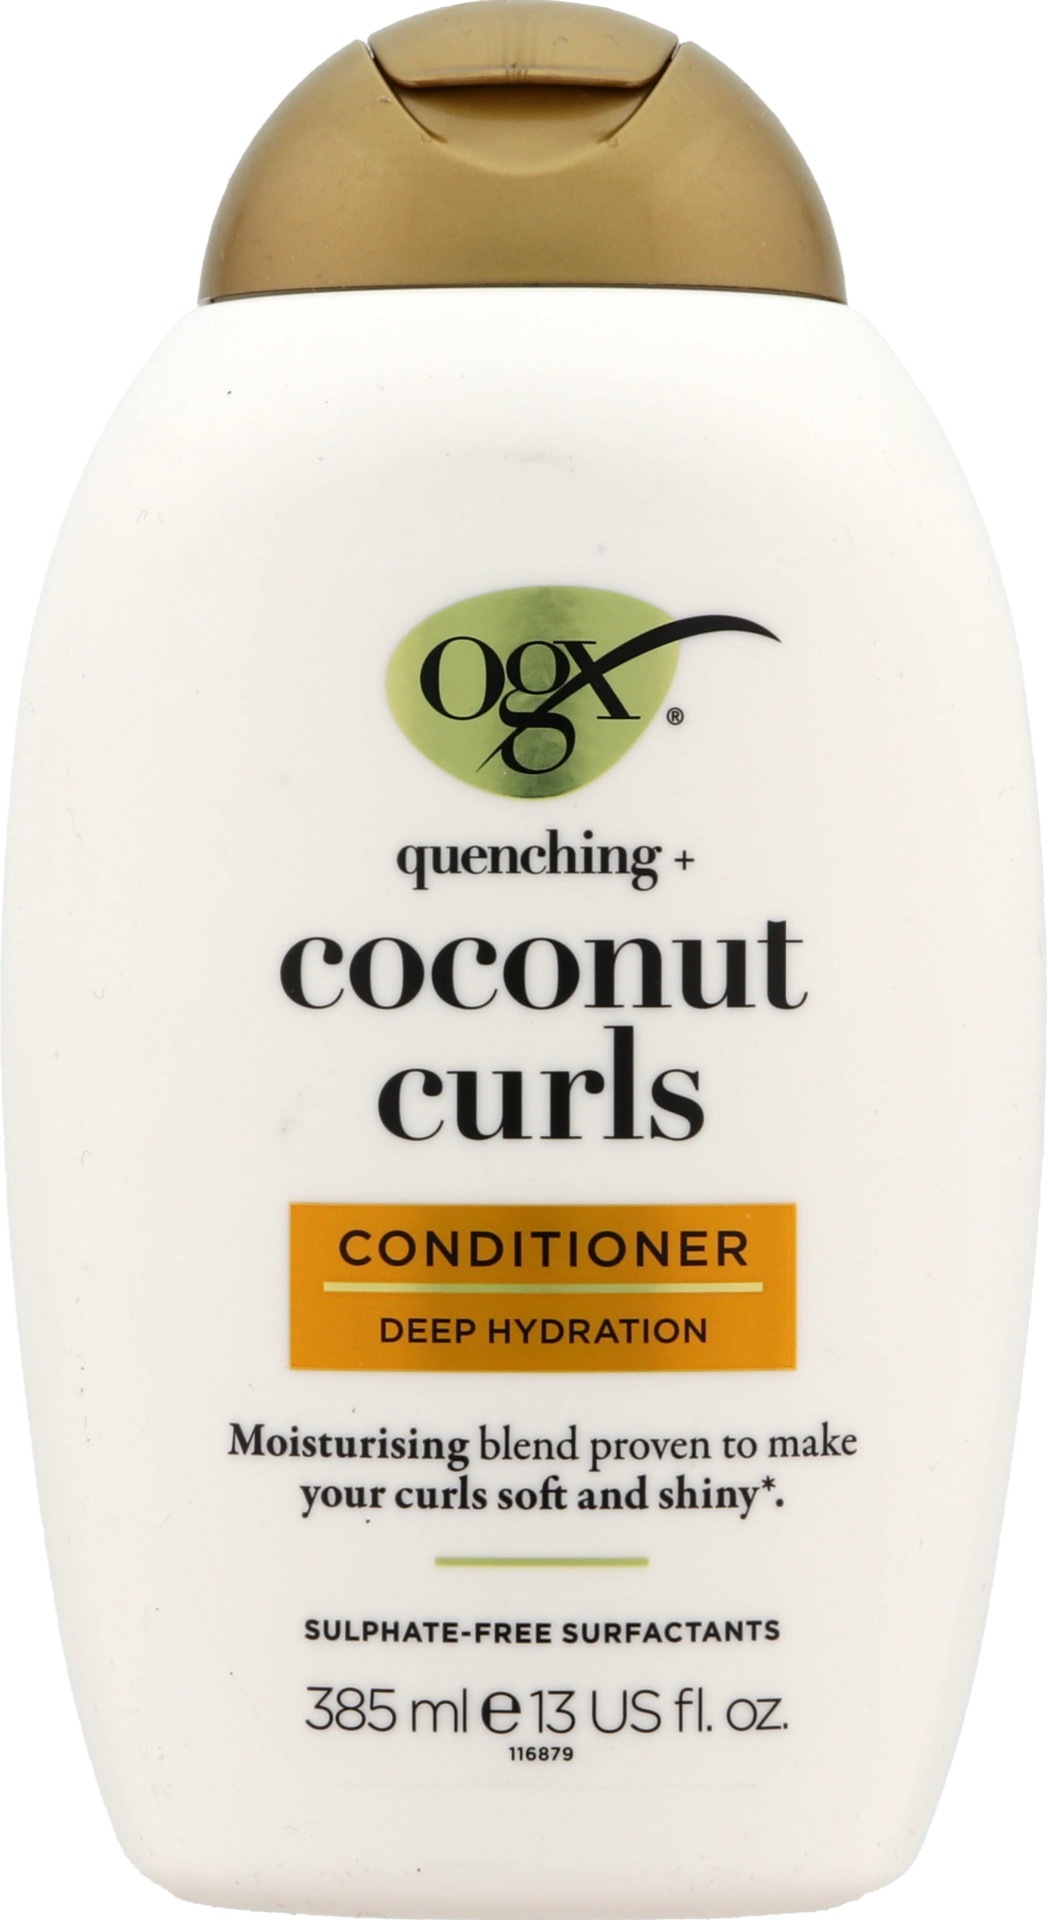 ogx®
quenching +
coconut
curls
CONDITIONER
DEEP HYDRATION
Moisturising blend proven to make
your curls soft and shiny*.
SULPHATE-FREE SURFACTANTS
385 ml ℮ 13 US fl. oz.
116879